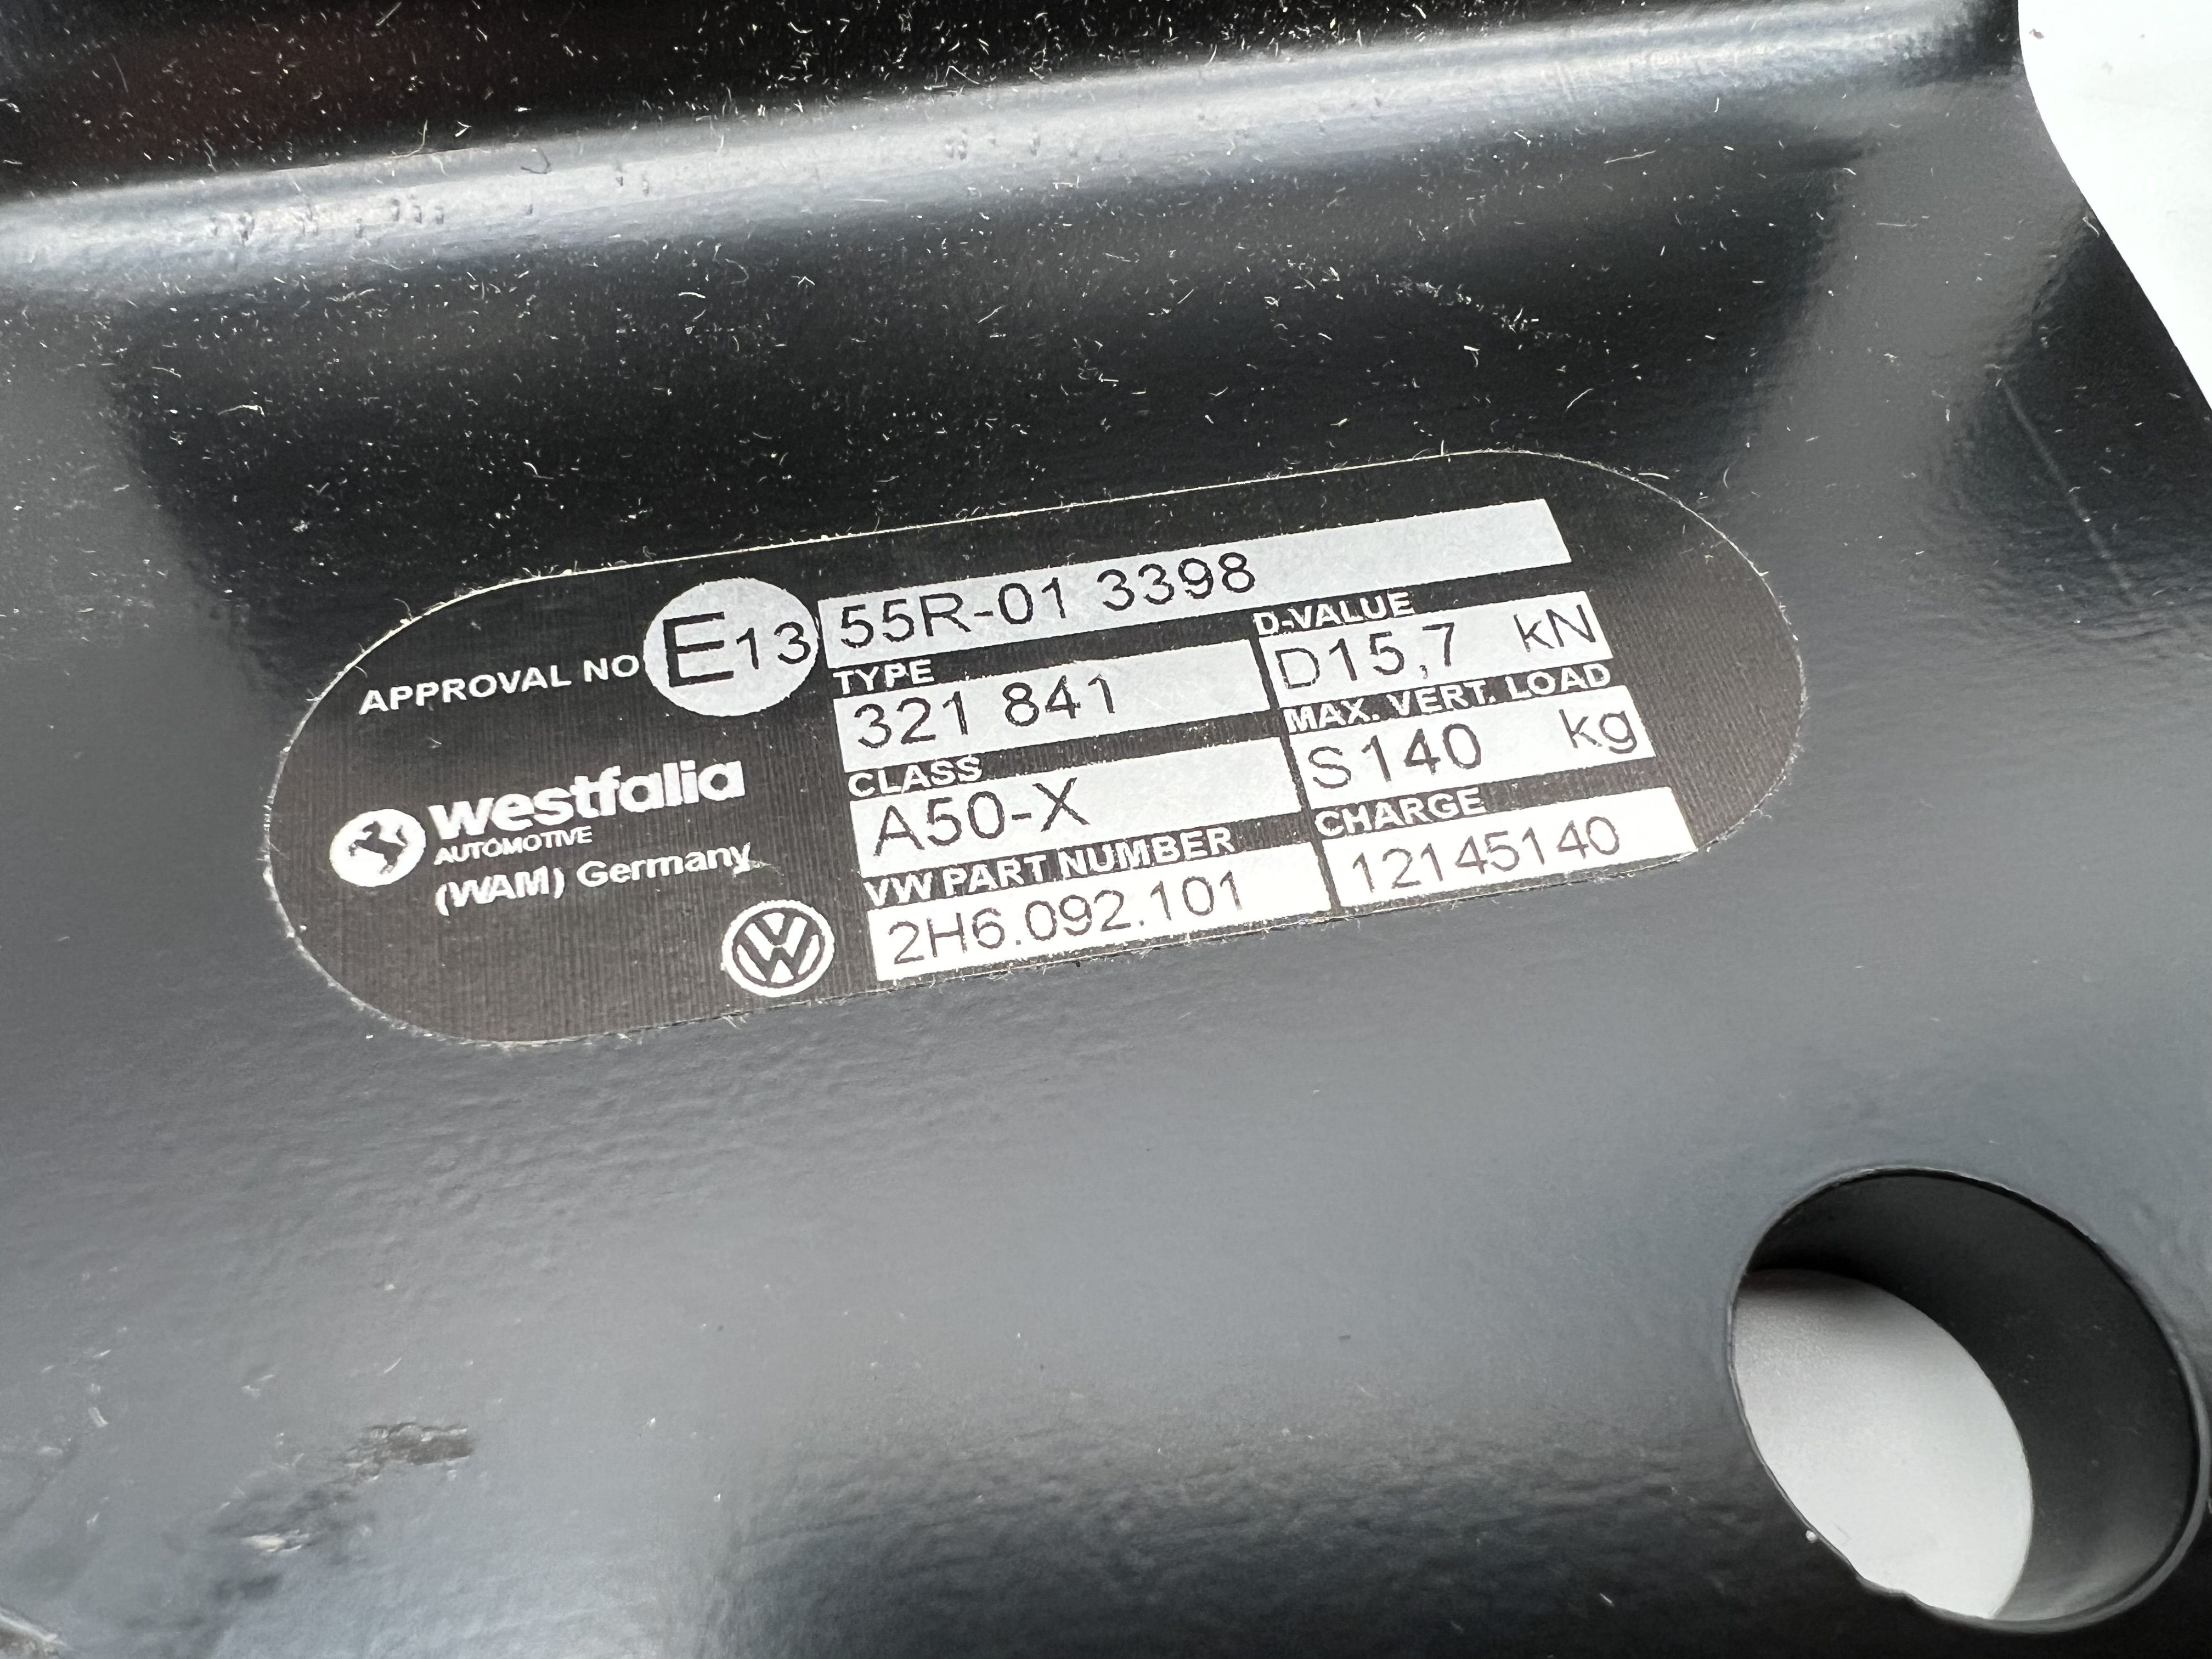 APPROVAL NO E13 55R-01 3398
TYPE
321 841
D-VALUE
D15,7 kN
CLASS
A50-X
MAX. VERT. LOAD
S140 kg
VW PART NUMBER
2H6.092.101
CHARGE
12145140
westfalia
AUTOMOTIVE
(WAM) Germany
VW